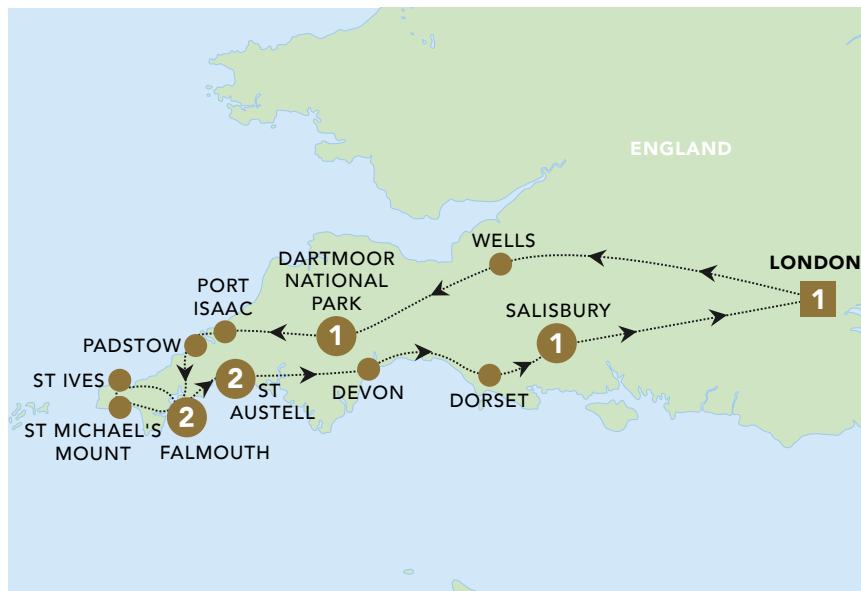 ENGLAND
WELLS
DARTMOOR
NATIONAL
PARK
LONDON
1
PORT
ISAAC
SALISBURY
1
1
PADSTOW
ST IVES
2
ST
AUSTELL
DEVON
DORSET
ST MICHAEL'S
MOUNT
2
FALMOUTH